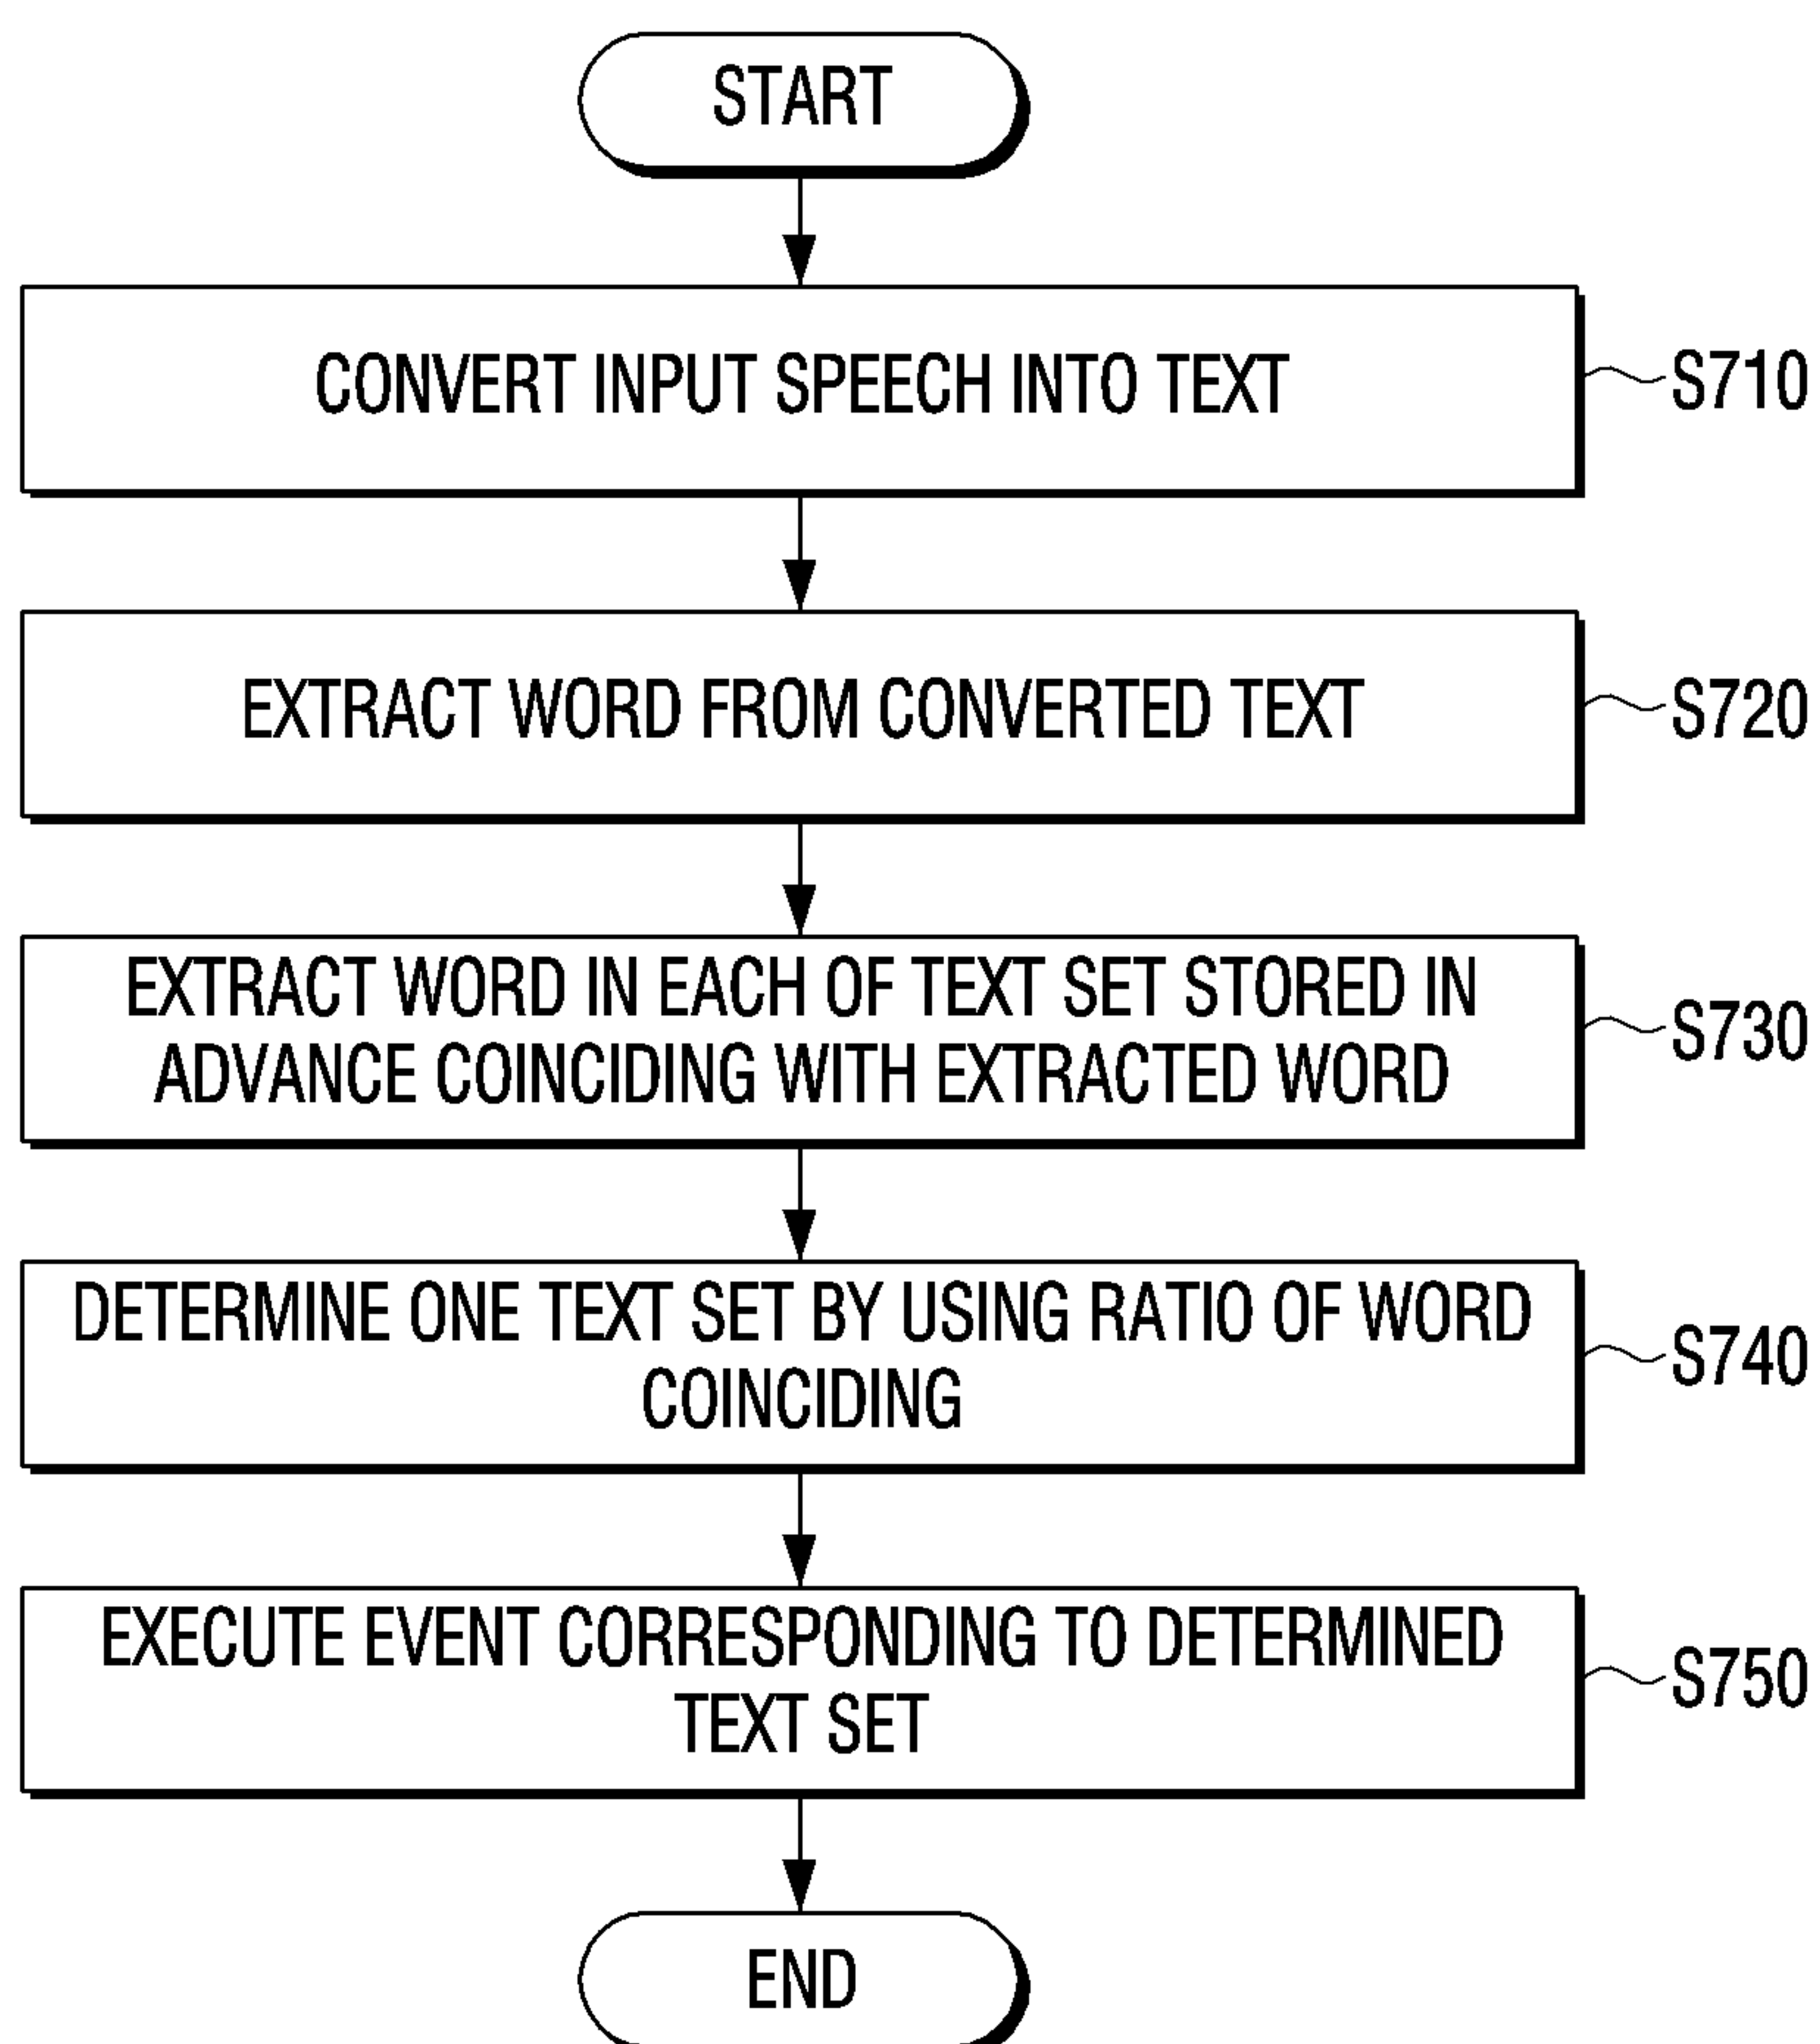 START
CONVERT INPUT SPEECH INTO TEXT
S710
EXTRACT WORD FROM CONVERTED TEXT
S720
EXTRACT WORD IN EACH OF TEXT SET STORED IN
ADVANCE COINCIDING WITH EXTRACTED WORD
S730
DETERMINE ONE TEXT SET BY USING RATIO OF WORD
COINCIDING
S740
EXECUTE EVENT CORRESPONDING TO DETERMINED
TEXT SET
S750
END